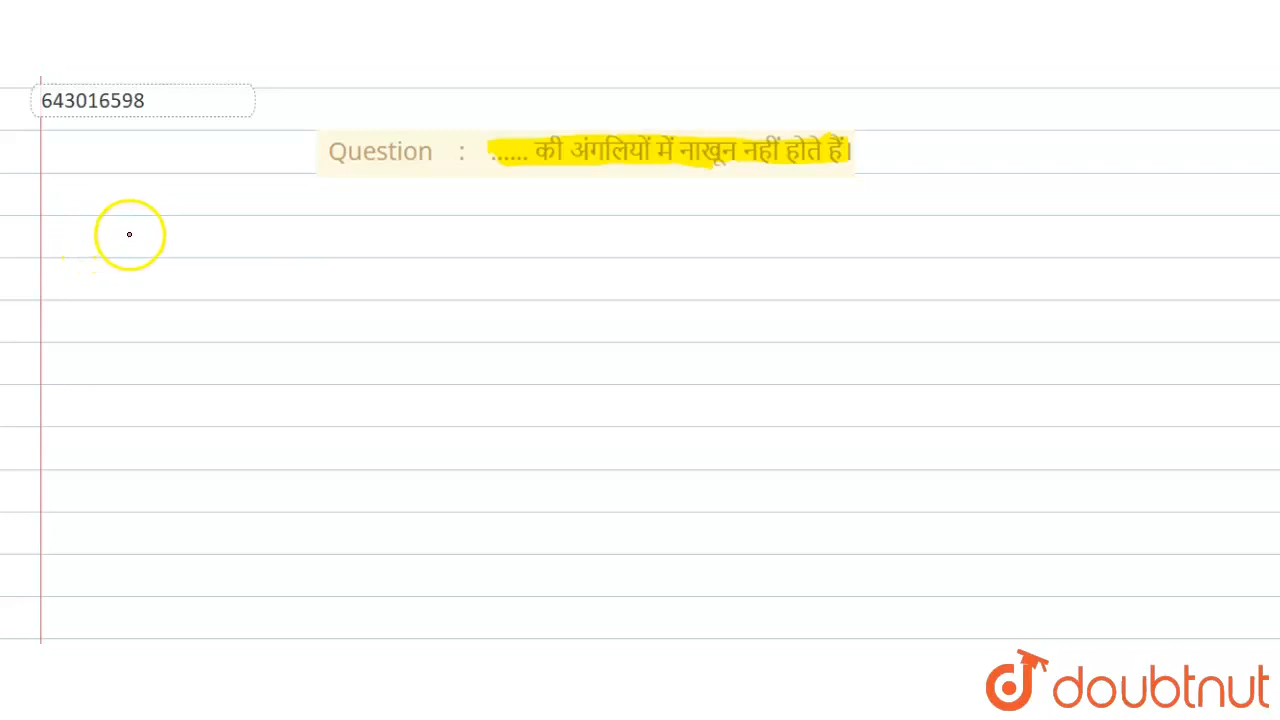 643016598
Question : ...... की अंगलियों में नाखून नहीं होते हैं।
doubtnut